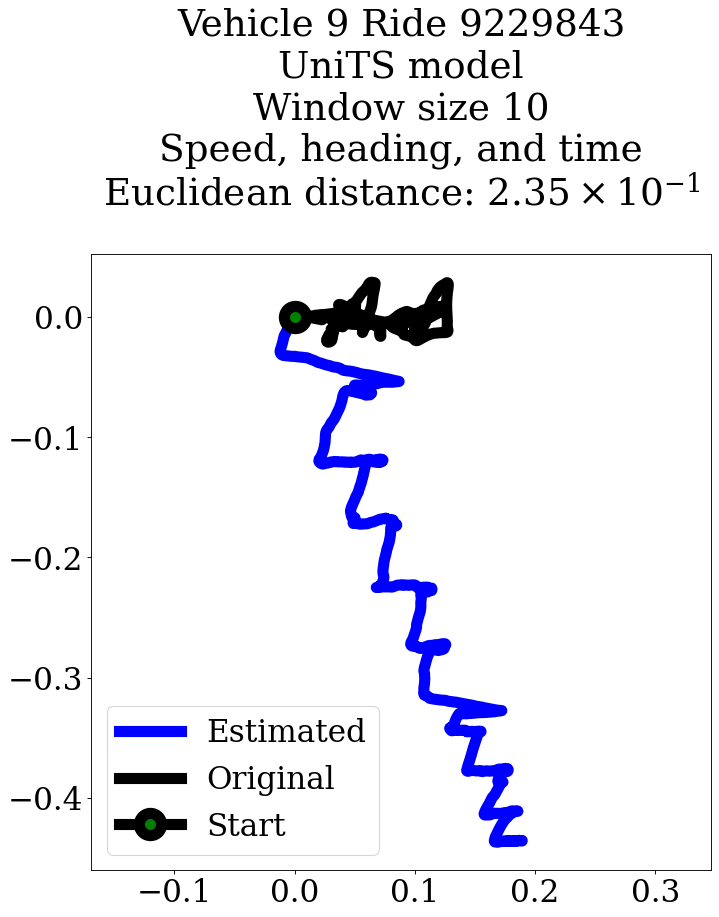 Vehicle 9 Ride 9229843
UniTS model
Window size 10
Speed, heading, and time
Euclidean distance: 2.35 × 10⁻¹
0.0
−0.1
−0.2
−0.3
−0.4
Estimated
Original
Start
−0.1 0.0 0.1 0.2 0.3